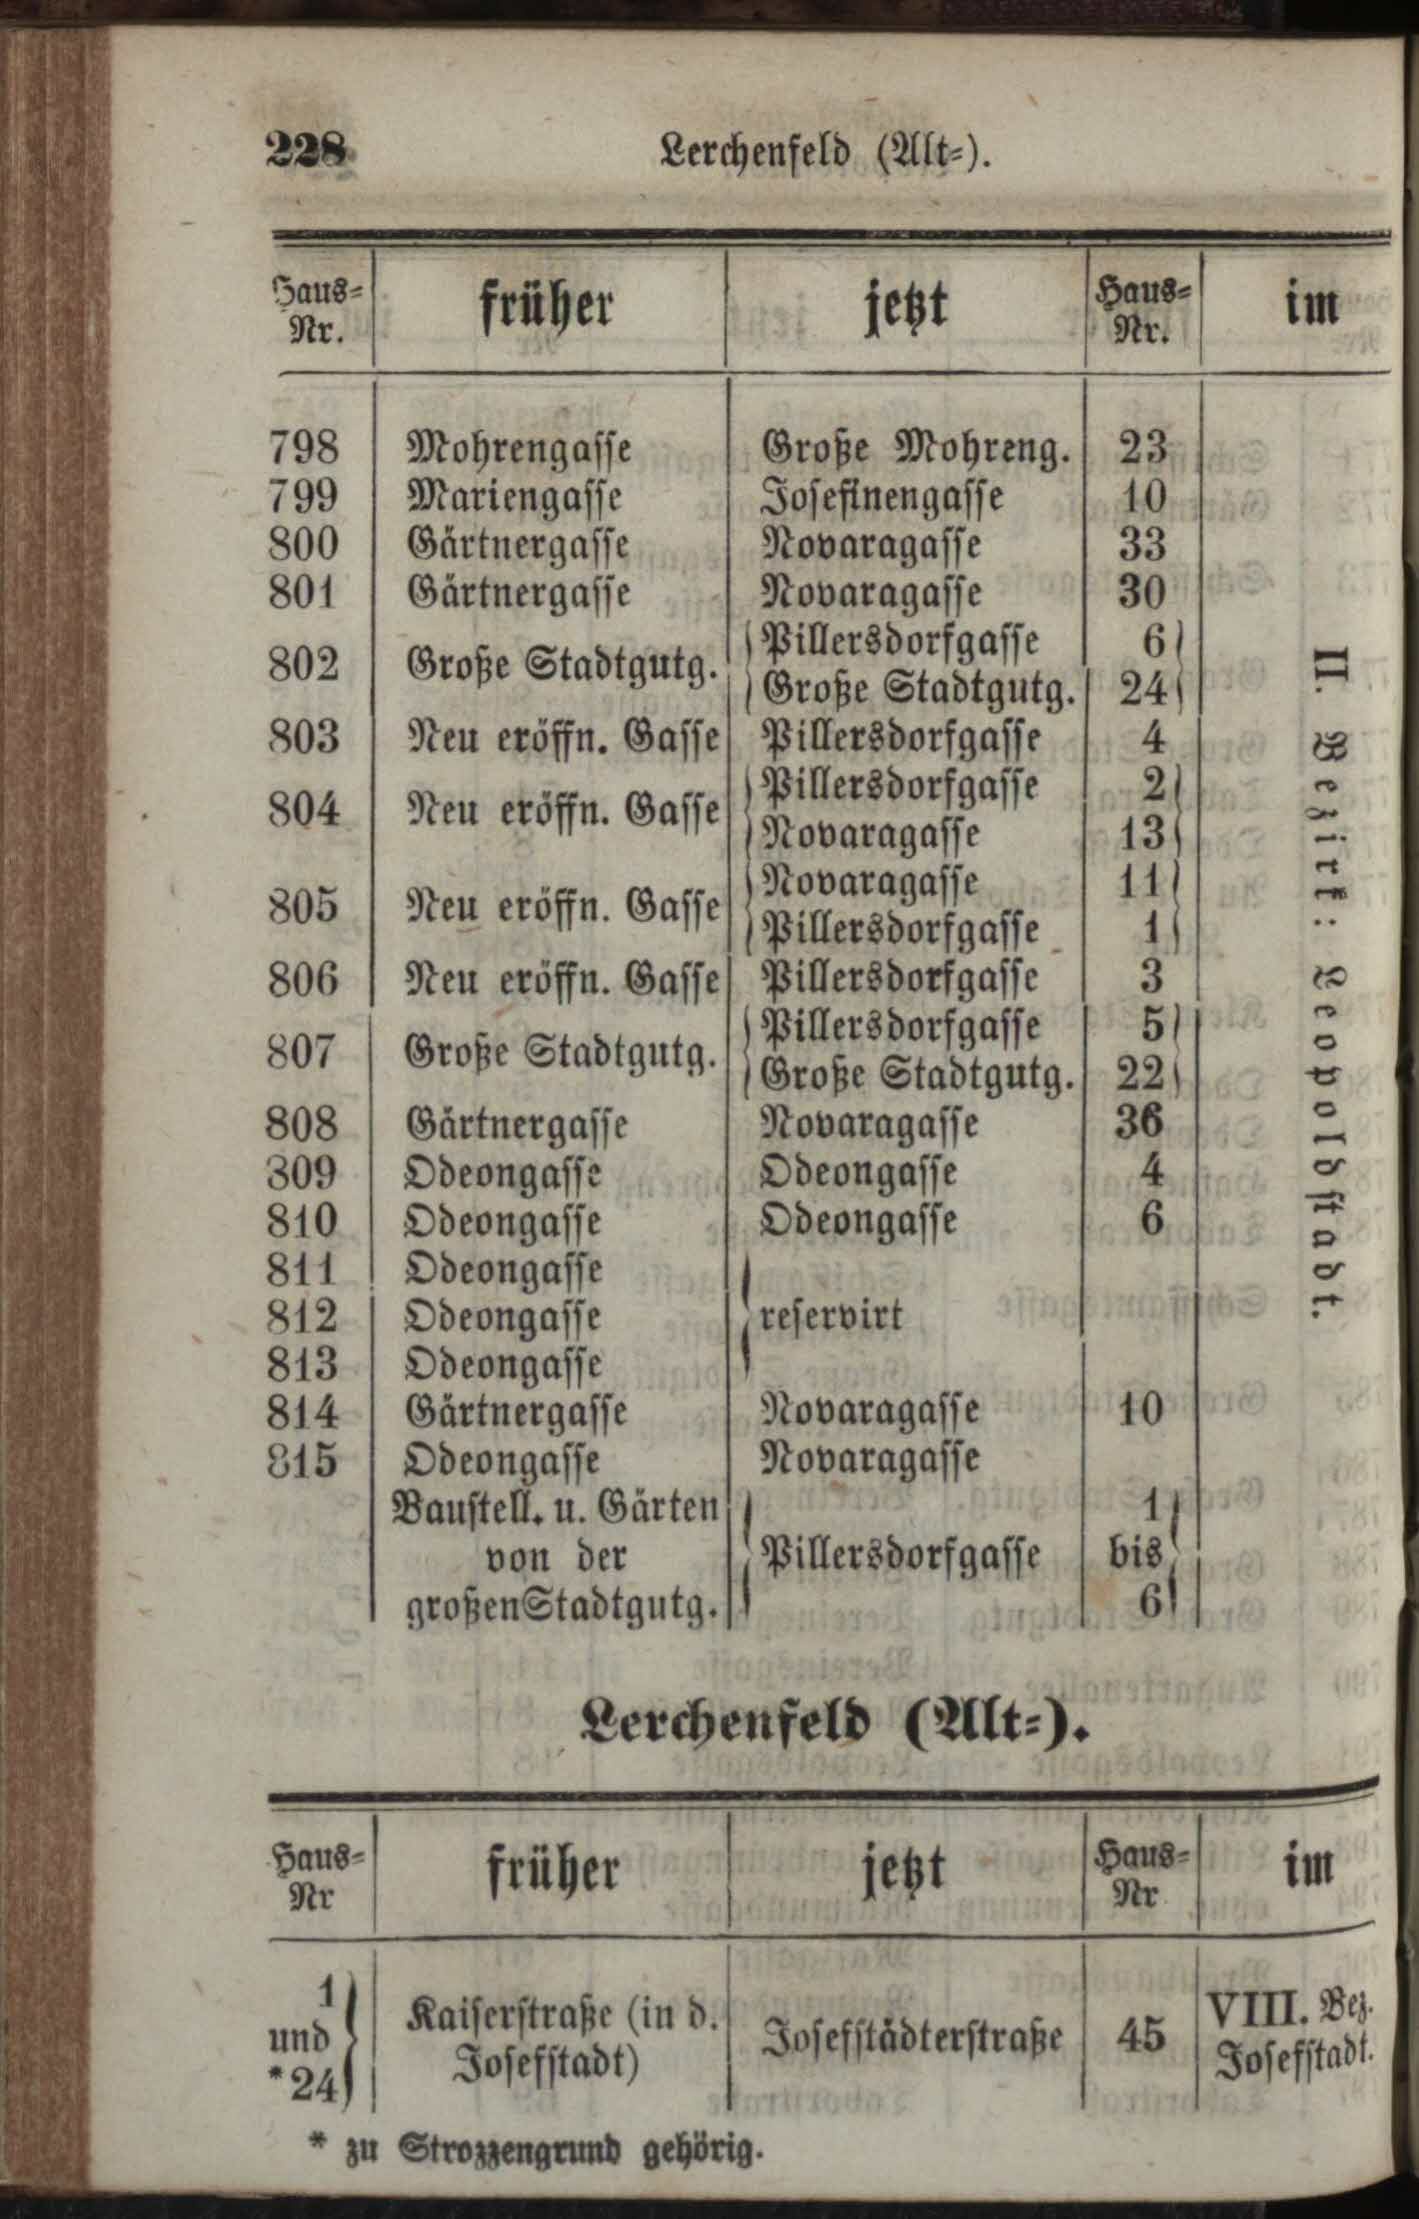 228 Lerchenfeld (Alt-).
Haus-Nr. früher jetzt Haus-Nr. im
798 Mohrengasse Große Mohreng. 23
799 Mariengasse Josefinengasse 10
800 Gärtnergasse Novaragasse 33
801 Gärtnergasse Novaragasse 30
802 Große Stadtgutg. Pillersdorfgasse 6
Große Stadtgutg. 24
803 Neu eröffn. Gasse Pillersdorfgasse 4
804 Neu eröffn. Gasse Pillersdorfgasse 2
Novaragasse 13
805 Neu eröffn. Gasse Novaragasse 11
Pillersdorfgasse 1
806 Neu eröffn. Gasse Pillersdorfgasse 3
807 Große Stadtgutg. Pillersdorfgasse 5
Große Stadtgutg. 22
808 Gärtnergasse Novaragasse 36
809 Odeongasse Odeongasse 4
810 Odeongasse Odeongasse 6
811 Odeongasse
812 Odeongasse reservirt
813 Odeongasse
814 Gärtnergasse Novaragasse 10
815 Odeongasse Novaragasse
Baustell. u. Gärten 1
von der Pillersdorfgasse bis
großen Stadtgutg. 6
II. Bezirk: Leopoldstadt.
Lerchenfeld (Alt-).
Haus-Nr früher jetzt Haus-Nr im
1 Kaiserstraße (in d. VIII. Bez.
und Josefstädterstraße 45
*24 Josefstadt) Josefstadt.
* zu Strozzengrund gehörig.